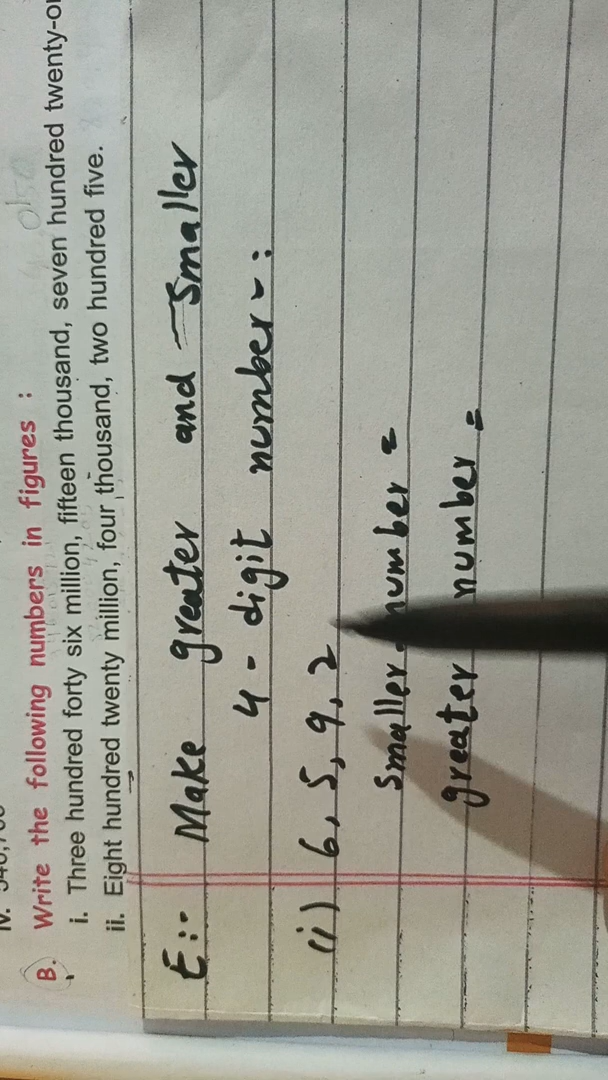 B. Write the following numbers in figures :
i. Three hundred forty six million, fifteen thousand, seven hundred
ii. Eight hundred twenty million, four thousand, two hundred five.
E:- Make greater and Smaller
4 - digit number - :
(i) 6, 5, 9, 2
Smaller number =
greater number =